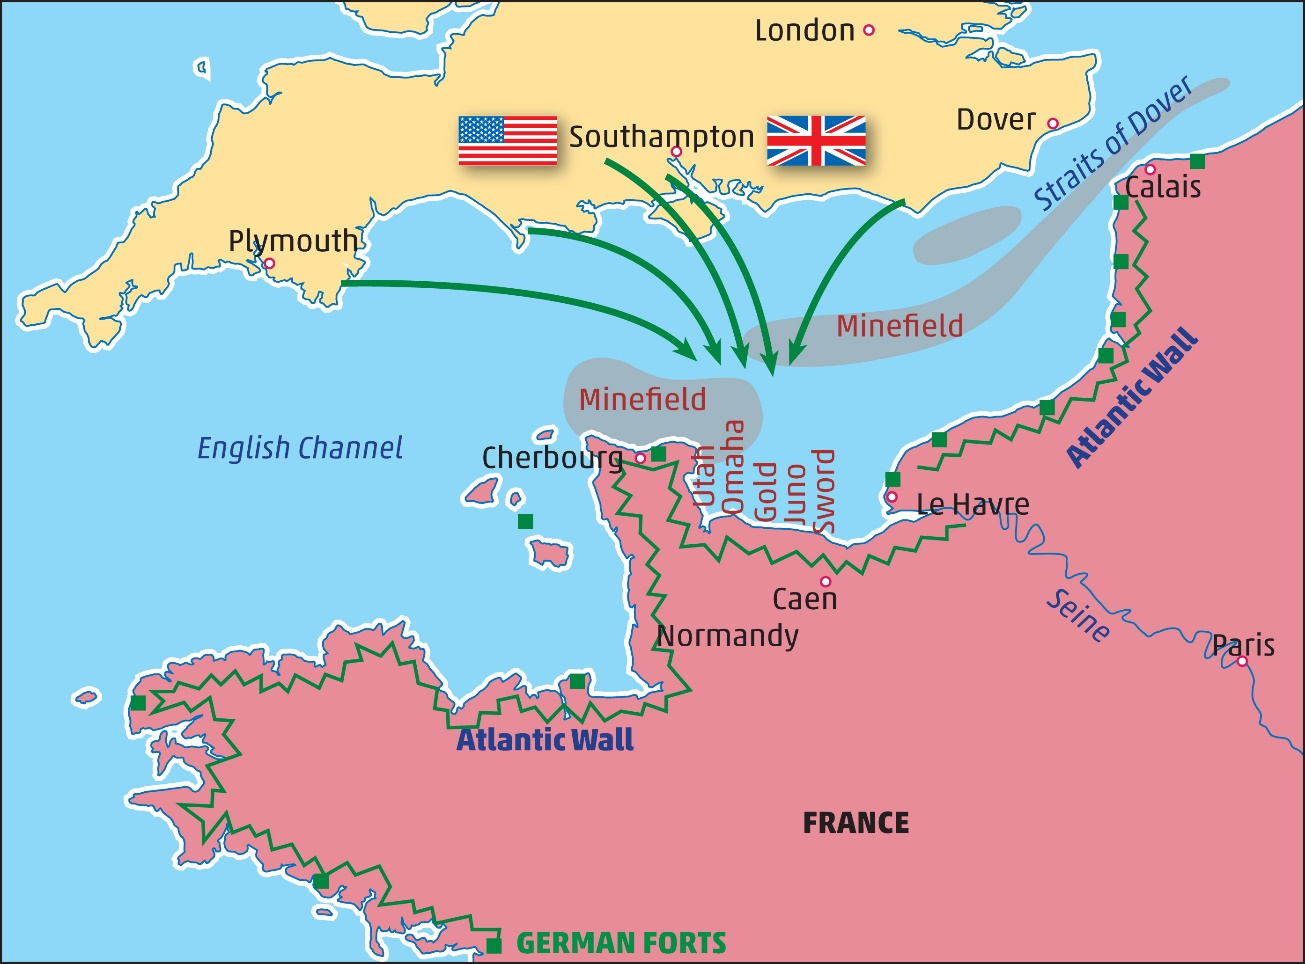 London
Southampton
Dover
Straits of Dover
Calais
Plymouth
Minefield
Minefield
Atlantic Wall
English Channel
Cherbourg
Utah
Omaha
Gold
Juno
Sword
Le Havre
Caen
Seine
Normandy
Paris
Atlantic Wall
FRANCE
GERMAN FORTS